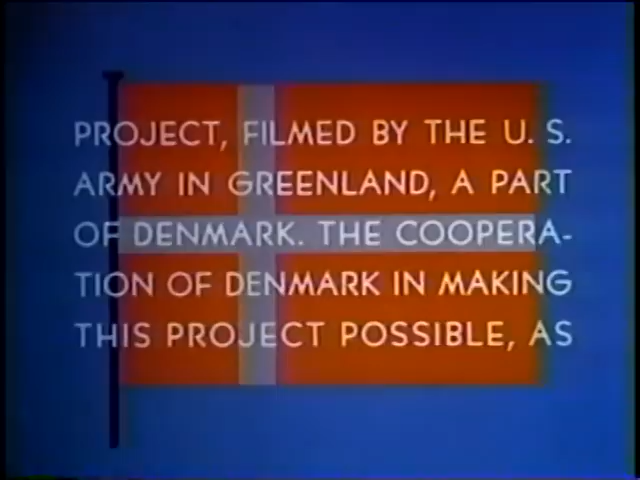 PROJECT, FILMED BY THE U. S.
ARMY IN GREENLAND, A PART
OF DENMARK. THE COOPERA-
TION OF DENMARK IN MAKING
THIS PROJECT POSSIBLE, AS